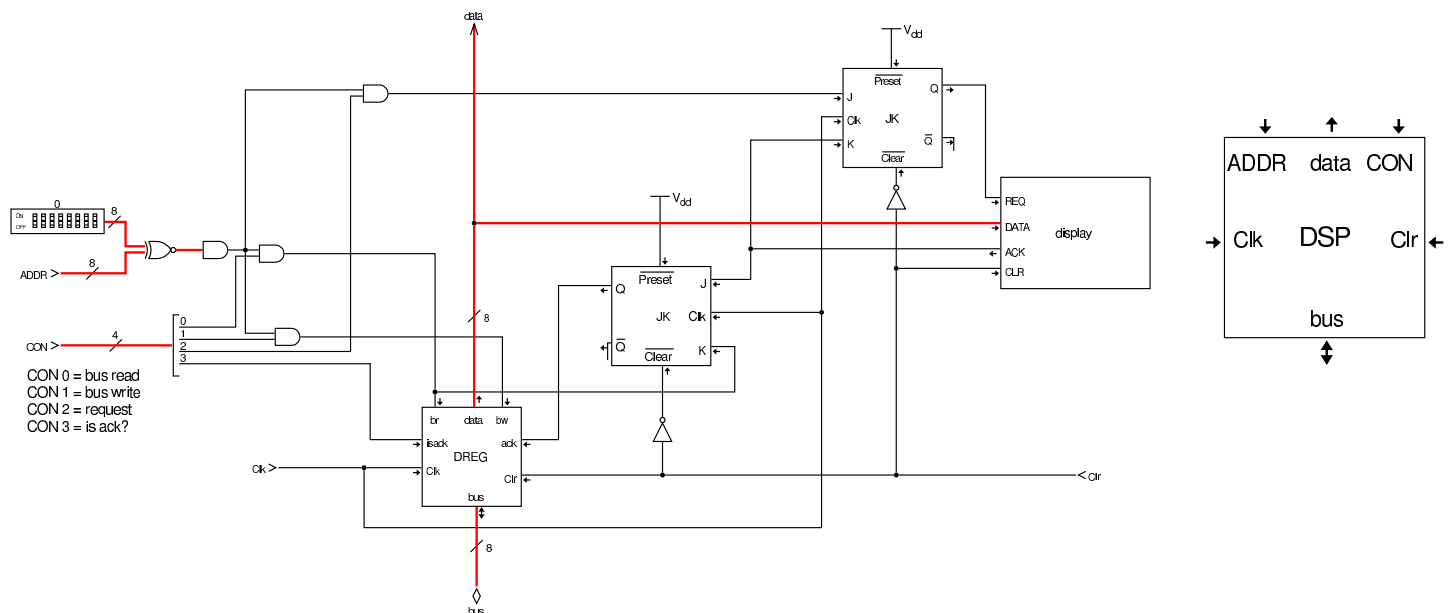 data
V dd
Preset
J
Q
Clk
JK
K
Q
Clear
ADDR
data
CON
Clk
DSP
Clr
bus
0
ON
OFF
8
V dd
REQ
DATA
display
ACK
CLR
ADDR
8
Preset
Q
J
JK
Clk
Q
K
Clear
8
CON
4
0
1
2
3
CON 0 = bus read
CON 1 = bus write
CON 2 = request
CON 3 = is ack?
br
data
bw
isack
ack
DREG
Clk
Clr
bus
Clk
Clr
8
bus